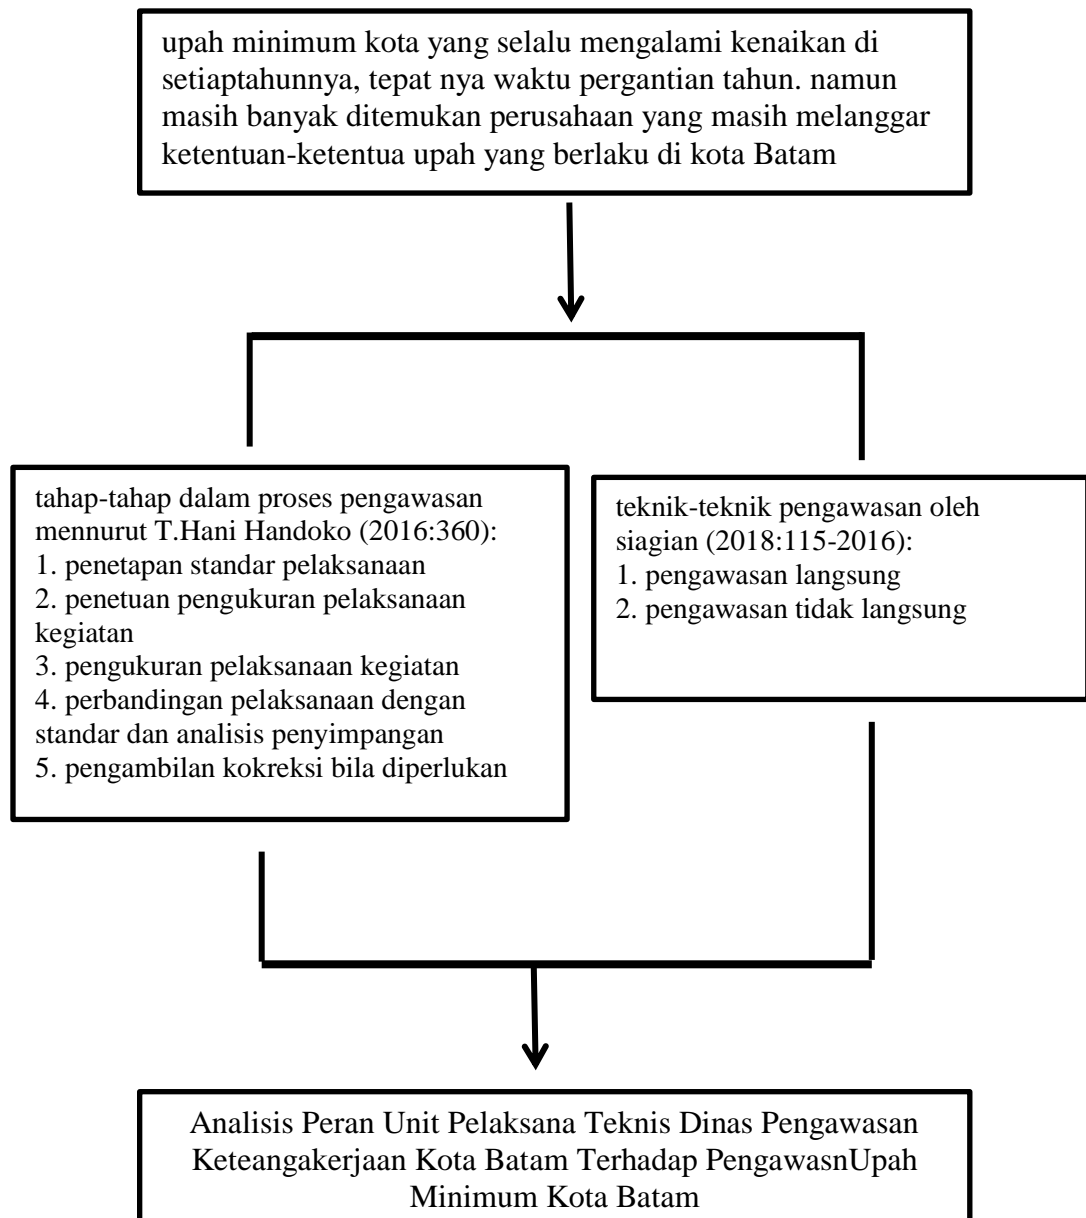 upah minimum kota yang selalu mengalami kenaikan di
setiaptahunnya, tepat nya waktu pergantian tahun. namun
masih banyak ditemukan perusahaan yang masih melanggar
ketentuan-ketentua upah yang berlaku di kota Batam
tahap-tahap dalam proses pengawasan
mennurut T.Hani Handoko (2016:360):
1. penetapan standar pelaksanaan
2. penetuan pengukuran pelaksanaan
kegiatan
3. pengukuran pelaksanaan kegiatan
4. perbandingan pelaksanaan dengan
standar dan analisis penyimpangan
5. pengambilan kokreksi bila diperlukan
teknik-teknik pengawasan oleh
siagian (2018:115-2016):
1. pengawasan langsung
2. pengawasan tidak langsung
Analisis Peran Unit Pelaksana Teknis Dinas Pengawasan
Keteangakerjaan Kota Batam Terhadap PengawasnUpah
Minimum Kota Batam